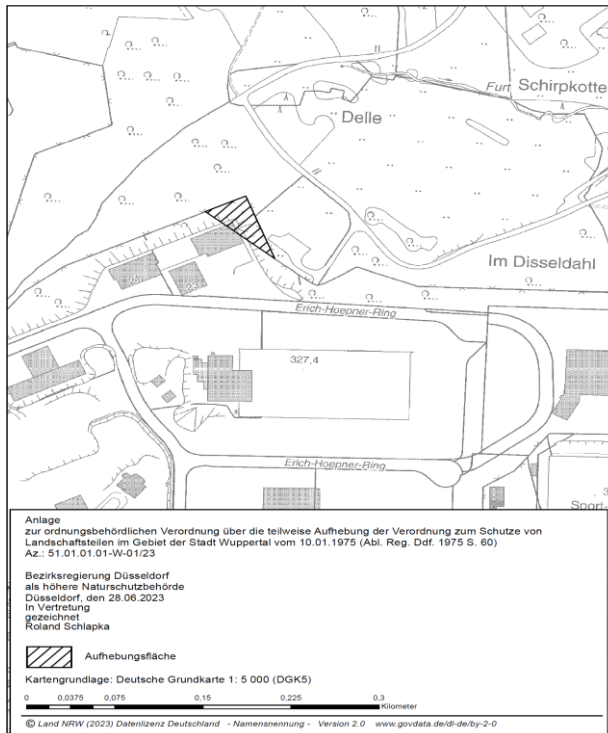 Furt Schirpkotte
Delle
Im Disseldahl
Erich-Hoepner-Ring
327,4
Erich-Hoepner-Ring
Sport-
Anlage
zur ordnungsbehördlichen Verordnung über die teilweise Aufhebung der Verordnung zum Schutze von
Landschaftsteilen im Gebiet der Stadt Wuppertal vom 10.01.1975 (Abl. Reg. Ddf. 1975 S. 60)
Az.: 51.01.01.01-W-01/23
Bezirksregierung Düsseldorf
als höhere Naturschutzbehörde
Düsseldorf, den 28.06.2023
In Vertretung
gezeichnet
Roland Schlapka
Aufhebungsfläche
Kartengrundlage: Deutsche Grundkarte 1: 5 000 (DGK5)
0 0,0375 0,075 0,15 0,225 0,3
Kilometer
© Land NRW (2023) Datenlizenz Deutschland - Namensnennung - Version 2.0 www.govdata.de/dl-de/by-2-0